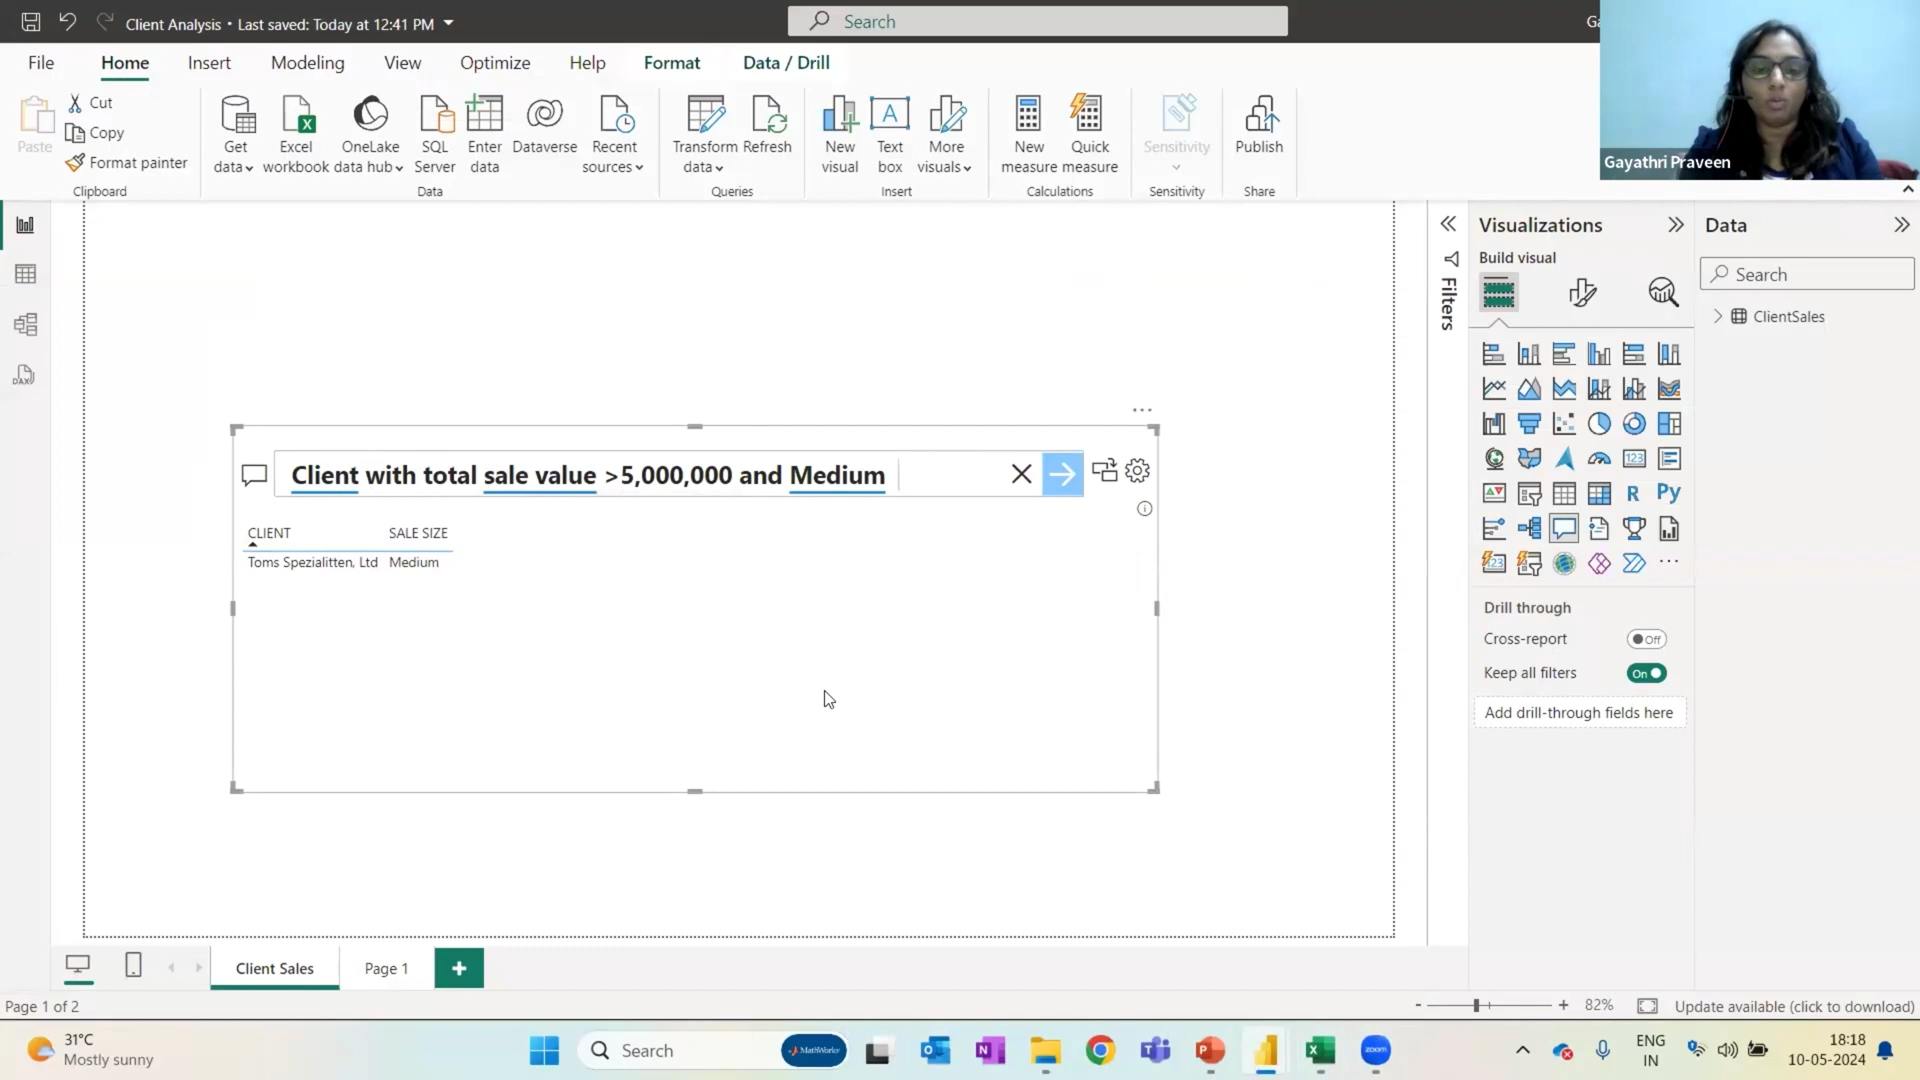 Client Analysis • Last saved: Today at 12:41 PM
Search
Ga
File
Home
Insert
Modeling
View
Optimize
Help
Format
Data / Drill
Paste
Cut
Copy
Format painter
Clipboard
Get data
Excel workbook
OneLake data hub
SQL Server
Enter data
Dataverse
Recent sources
Data
Transform data
Refresh
Queries
New visual
Text box
More visuals
Insert
New measure
Quick measure
Calculations
Sensitivity
Sensitivity
Publish
Share
Gayathri Praveen
Filters
Visualizations
Build visual
Data
Search
ClientSales
Client with total sale value >5,000,000 and Medium
CLIENT SALE SIZE
Toms Spezialitten, Ltd Medium
DAX
123
R
Py
123
Drill through
Cross-report
Off
Keep all filters
On
Add drill-through fields here
Client Sales
Page 1
Page 1 of 2
- + 82%
Update available (click to download)
31°C
Mostly sunny
Search
MathWorks
zoom
ENG
IN
18:18
10-05-2024